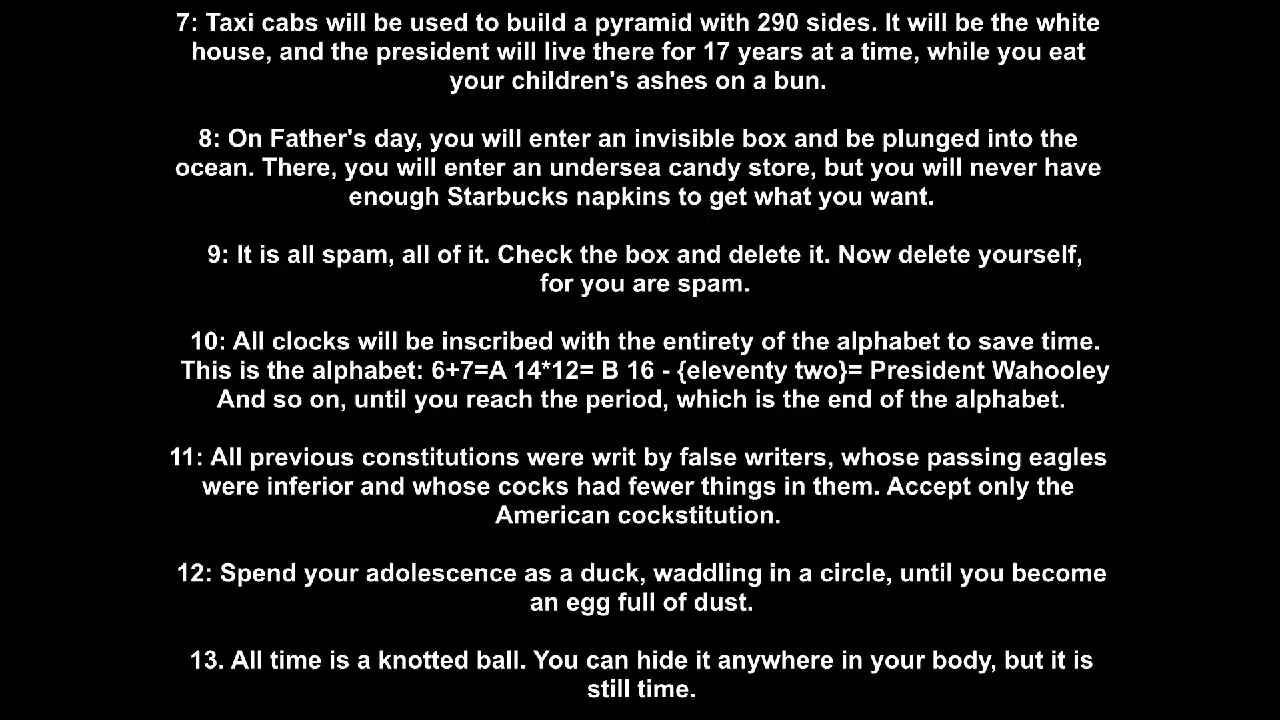 7: Taxi cabs will be used to build a pyramid with 290 sides. It will be the white
house, and the president will live there for 17 years at a time, while you eat
your children's ashes on a bun.
8: On Father's day, you will enter an invisible box and be plunged into the
ocean. There, you will enter an undersea candy store, but you will never have
enough Starbucks napkins to get what you want.
9: It is all spam, all of it. Check the box and delete it. Now delete yourself,
for you are spam.
10: All clocks will be inscribed with the entirety of the alphabet to save time.
This is the alphabet: 6+7=A 14*12= B 16 - {eleventy two}= President Wahooley
And so on, until you reach the period, which is the end of the alphabet.
11: All previous constitutions were writ by false writers, whose passing eagles
were inferior and whose cocks had fewer things in them. Accept only the
American cockstitution.
12: Spend your adolescence as a duck, waddling in a circle, until you become
an egg full of dust.
13. All time is a knotted ball. You can hide it anywhere in your body, but it is
still time.